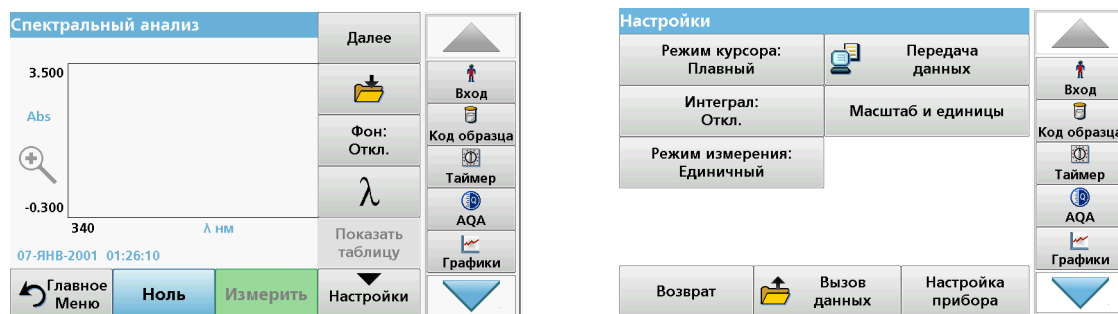 Спектральный анализ
Далее
3.500
Abs
-0.300
340
λ нм
07-ЯНВ-2001 01:26:10
Фон:
Откл.
λ
Показать
таблицу
Главное
Меню
Ноль
Измерить
Настройки
Вход
Код образца
Таймер
AQA
Графики
Настройки
Режим курсора:
Плавный
Передача
данных
Интеграл:
Откл.
Масштаб и единицы
Режим измерения:
Единичный
Возврат
Вызов
данных
Настройка
прибора
Вход
Код образца
Таймер
AQA
Графики